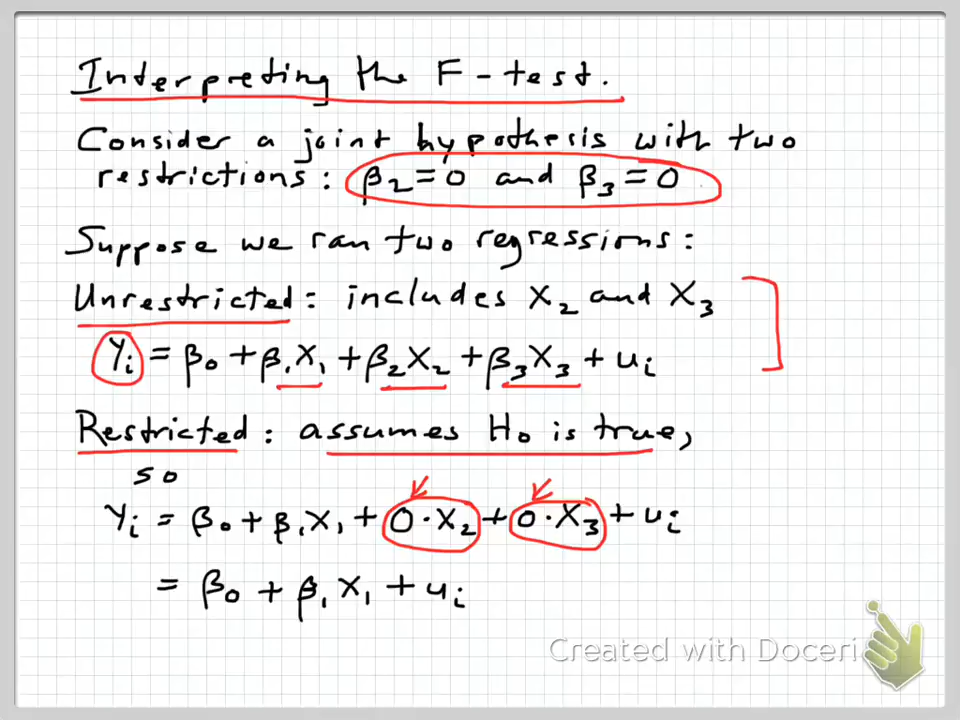 Interpreting the F-test.
Consider a joint hypothesis with two
restrictions: β₂=0 and β₃=0
Suppose we ran two regressions:
Unrestricted: includes X₂ and X₃
Yᵢ = β₀ + β₁X₁ + β₂X₂ + β₃X₃ + uᵢ
Restricted: assumes H₀ is true,
so
Yᵢ = β₀ + β₁X₁ + 0·X₂ + 0·X₃ + uᵢ
= β₀ + β₁X₁ + uᵢ
Created with Doceri